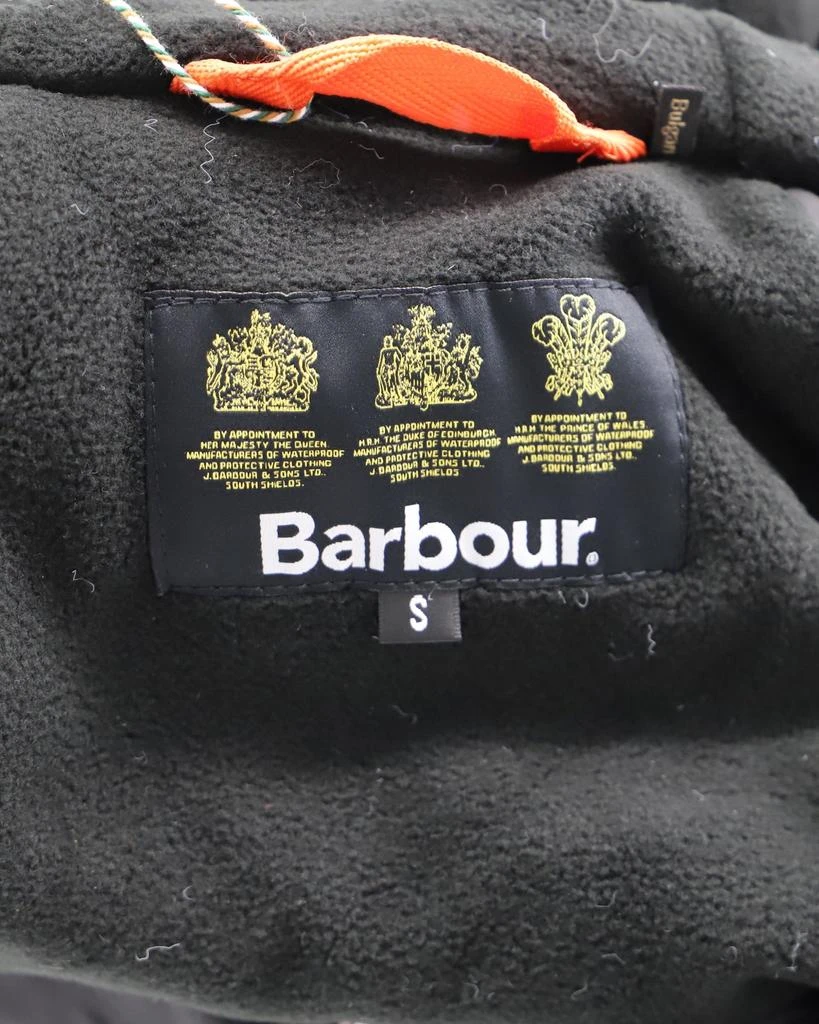 Bulgon
BY APPOINTMENT TO
HER MAJESTY THE QUEEN
MANUFACTURERS OF WATERPROOF
AND PROTECTIVE CLOTHING
J. BARBOUR & SONS LTD.,
SOUTH SHIELDS.
BY APPOINTMENT TO
H.R.H. THE DUKE OF EDINBURGH
MANUFACTURERS OF WATERPROOF
AND PROTECTIVE CLOTHING
J. BARBOUR & SONS LTD.,
SOUTH SHIELDS
BY APPOINTMENT TO
H.R.H. THE PRINCE OF WALES
MANUFACTURERS OF WATERPROOF
AND PROTECTIVE CLOTHING
J. BARBOUR & SONS LTD.,
SOUTH SHIELDS.
Barbour®
S